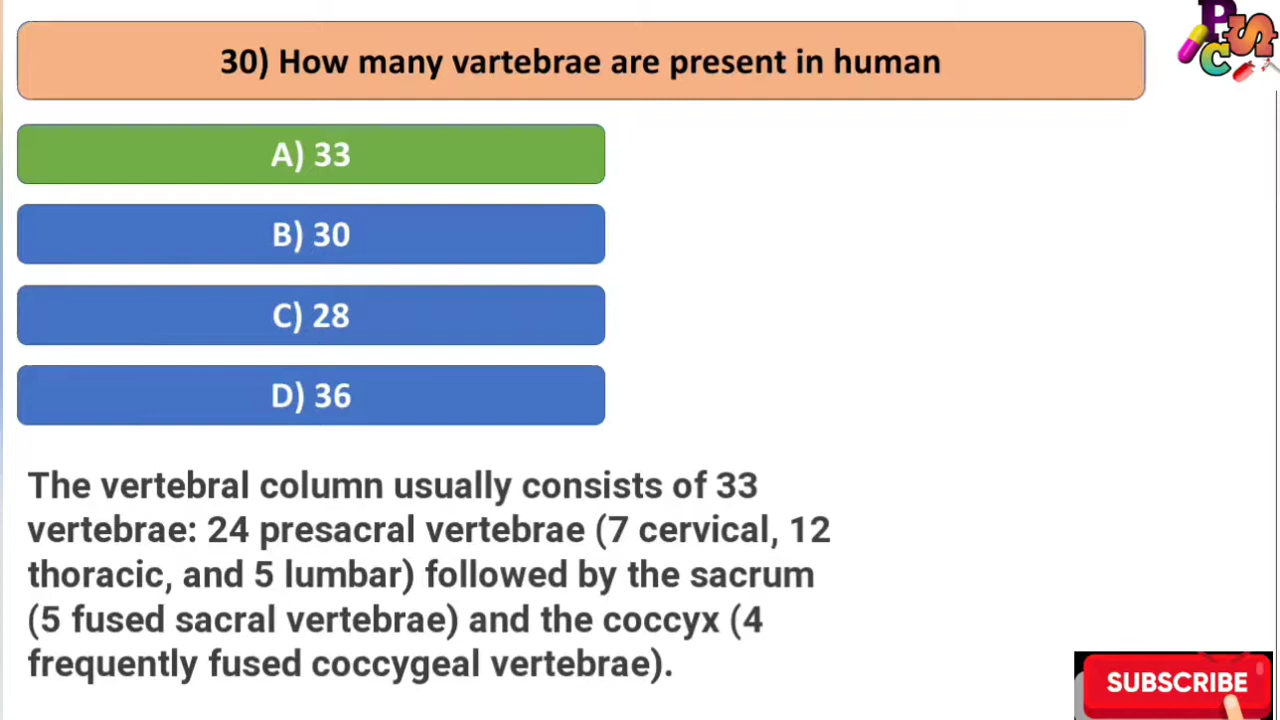 30) How many vartebrae are present in human
A) 33
B) 30
C) 28
D) 36
The vertebral column usually consists of 33
vertebrae: 24 presacral vertebrae (7 cervical, 12
thoracic, and 5 lumbar) followed by the sacrum
(5 fused sacral vertebrae) and the coccyx (4
frequently fused coccygeal vertebrae).
SUBSCRIBE